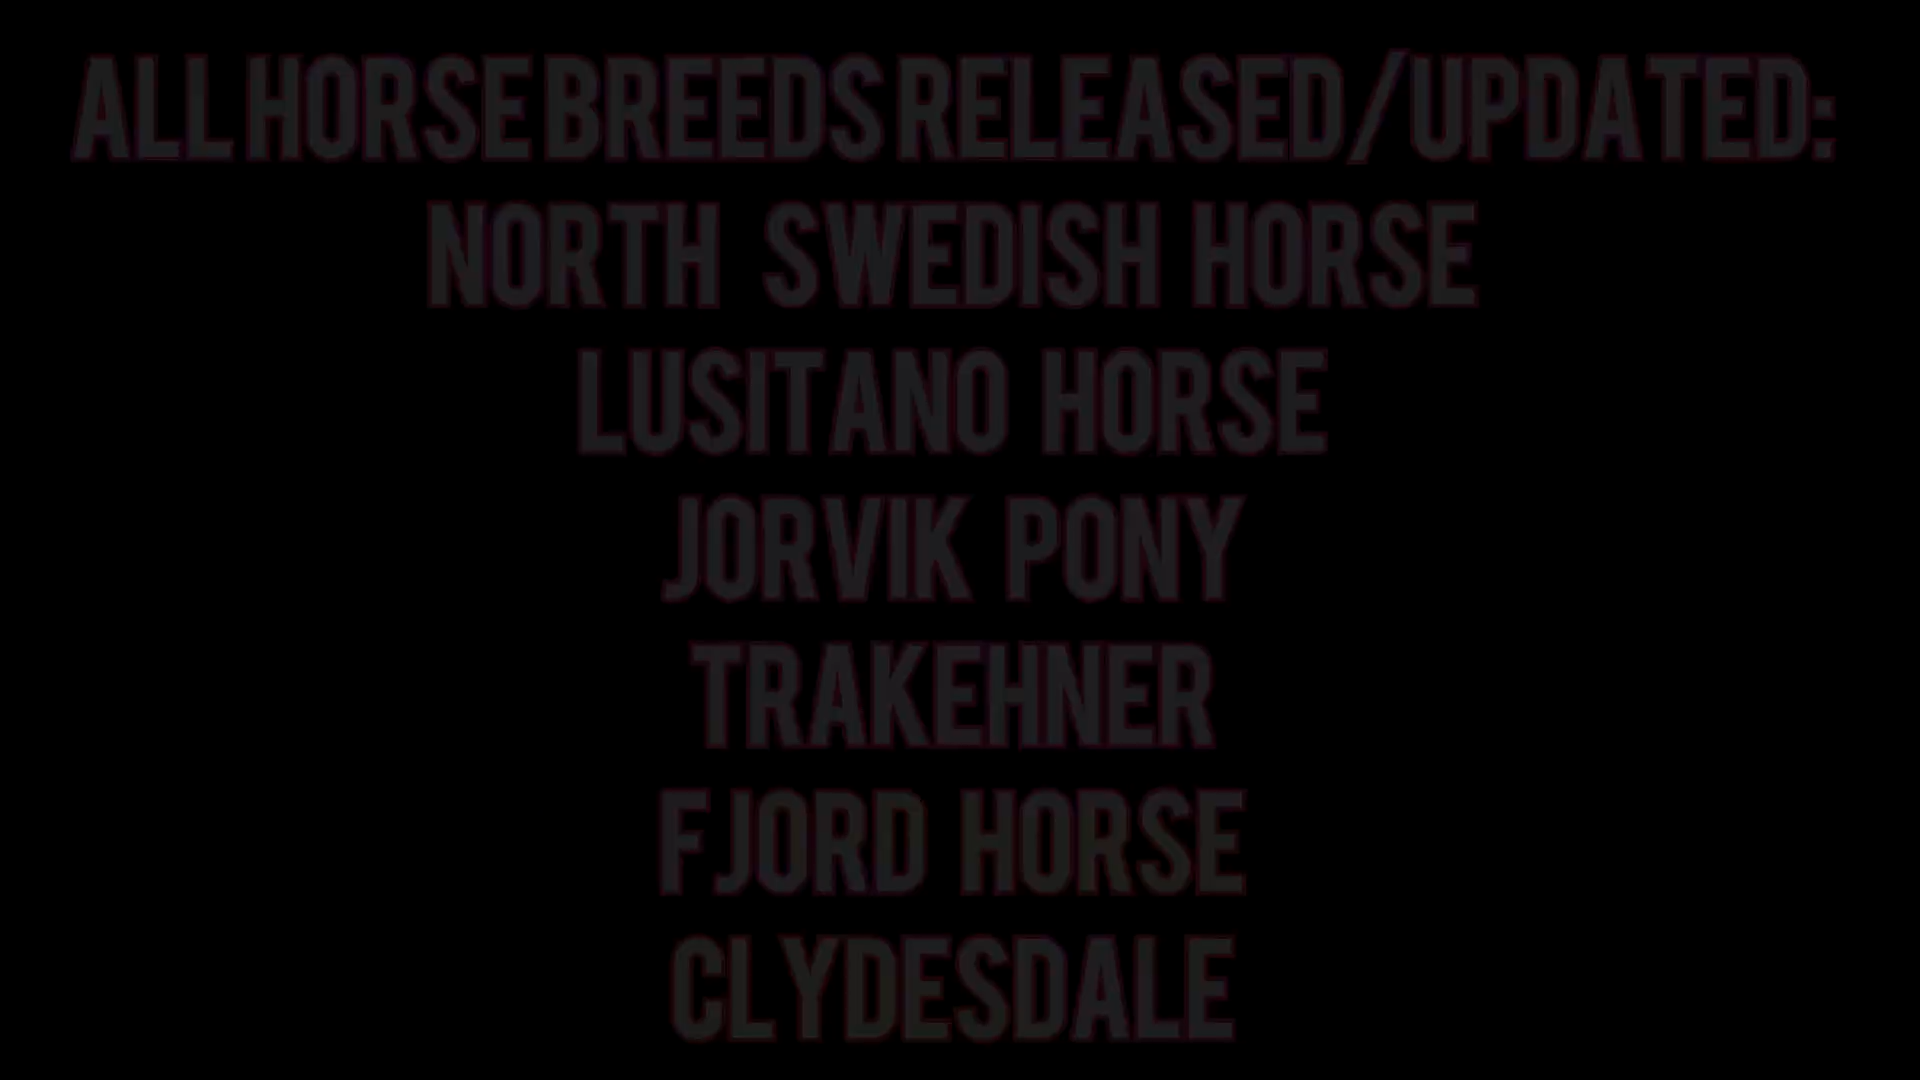 ALL HORSE BREEDS RELEASED/UPDATED:
NORTH SWEDISH HORSE
LUSITANO HORSE
JORVIK PONY
TRAKEHNER
FJORD HORSE
CLYDESDALE